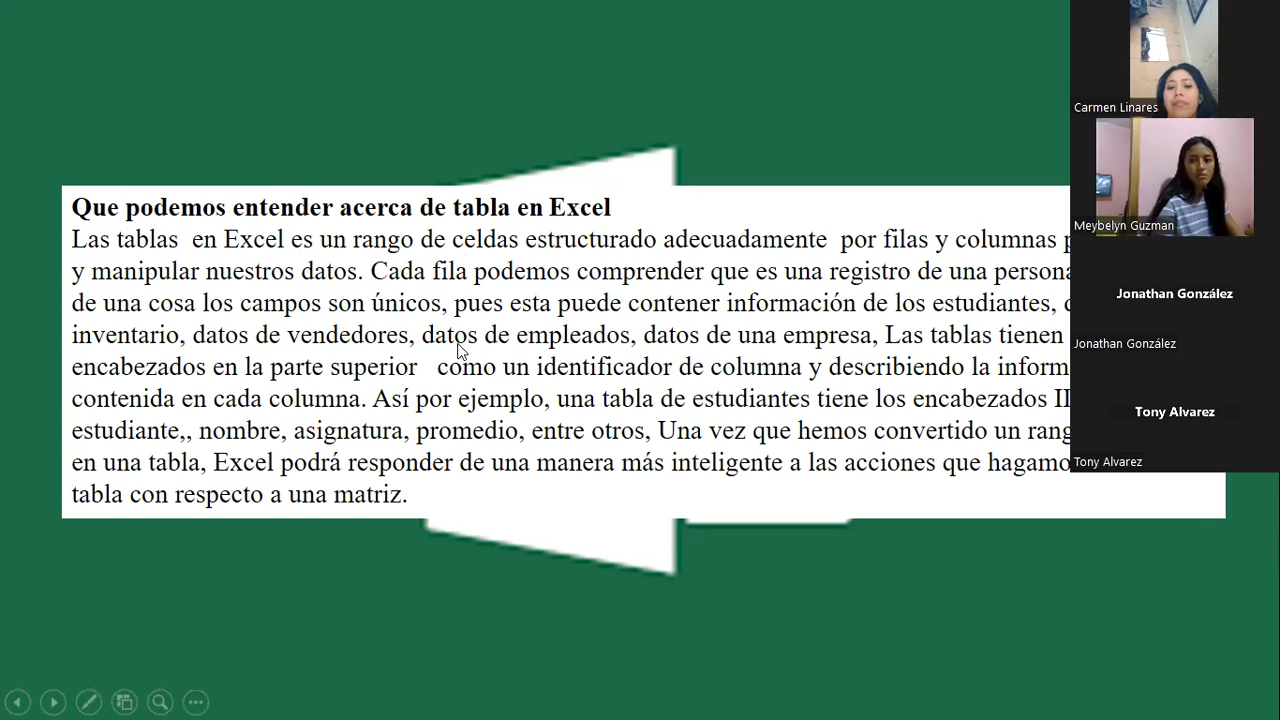 Que podemos entender acerca de tabla en Excel
Las tablas en Excel es un rango de celdas estructurado adecuadamente por filas y columnas
y manipular nuestros datos. Cada fila podemos comprender que es una registro de una persona
de una cosa los campos son únicos, pues esta puede contener información de los estudiantes,
inventario, datos de vendedores, datos de empleados, datos de una empresa, Las tablas tienen
encabezados en la parte superior como un identificador de columna y describiendo la
contenida en cada columna. Así por ejemplo, una tabla de estudiantes tiene los encabezados
estudiante,, nombre, asignatura, promedio, entre otros, Una vez que hemos convertido un
en una tabla, Excel podrá responder de una manera más inteligente a las acciones que
tabla con respecto a una matriz.
Carmen Linares
Meybelyn Guzman
Jonathan González
Jonathan González
Tony Alvarez
Tony Alvarez